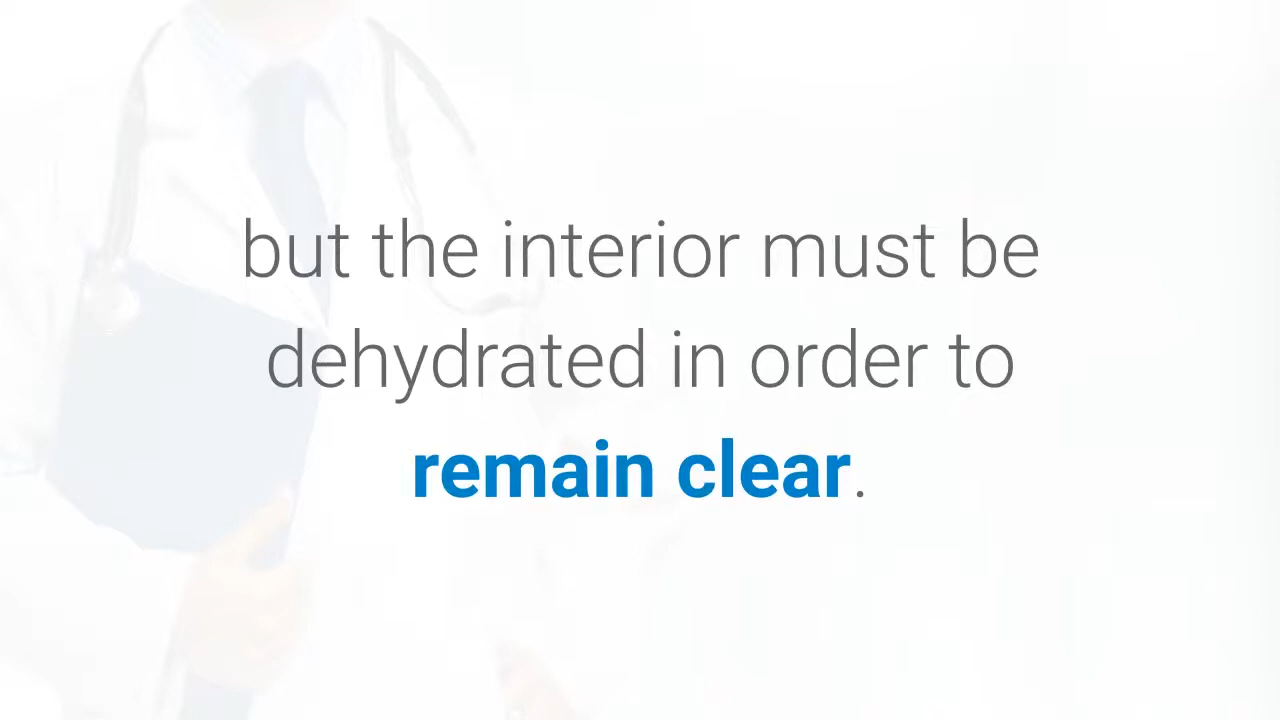 but the interior must be
dehydrated in order to
remain clear.